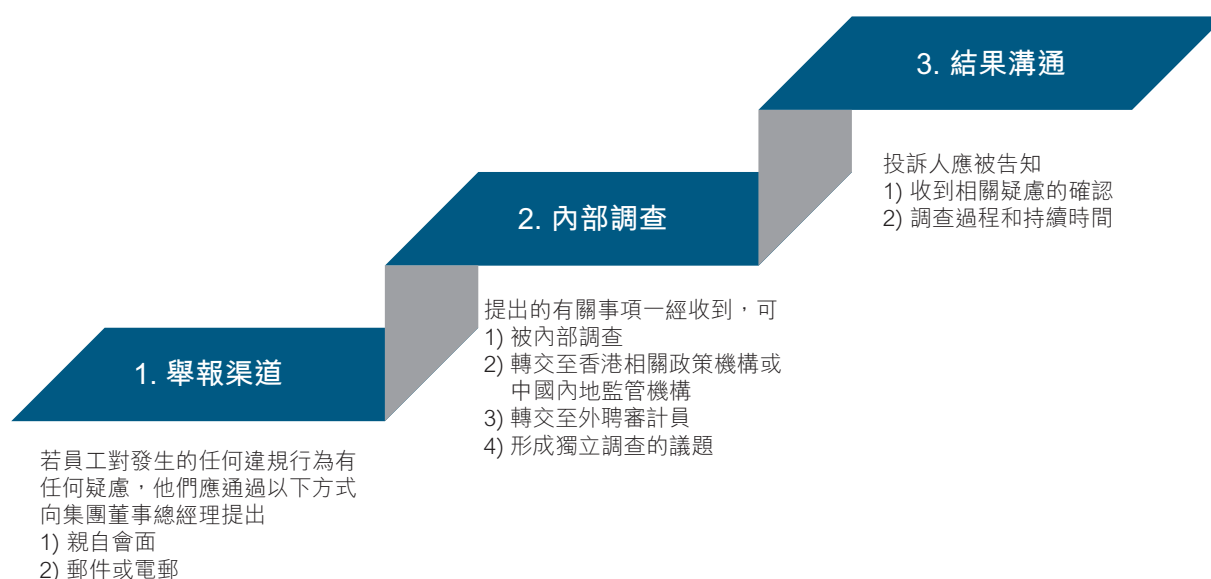 1. 舉報渠道
若員工對發生的任何違規行為有
任何疑慮，他們應通過以下方式
向集團董事總經理提出
1) 親自會面
2) 郵件或電郵
2. 內部調查
提出的有關事項一經收到，可
1) 被內部調查
2) 轉交至香港相關政策機構或
中國內地監管機構
3) 轉交至外聘審計員
4) 形成獨立調查的議題
3. 結果溝通
投訴人應被告知
1) 收到相關疑慮的確認
2) 調查過程和持續時間